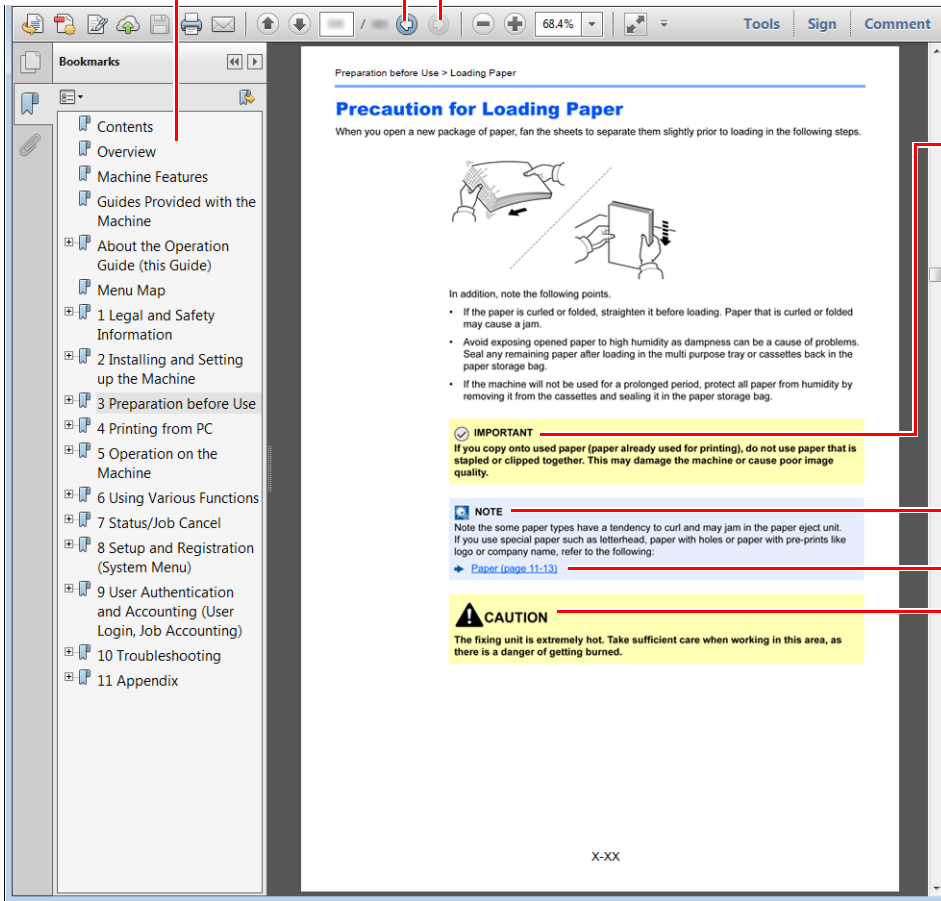 / 68.4% Tools Sign Comment
Bookmarks
Contents
Overview
Machine Features
Guides Provided with the
Machine
About the Operation
Guide (this Guide)
Menu Map
1 Legal and Safety
Information
2 Installing and Setting
up the Machine
3 Preparation before Use
4 Printing from PC
5 Operation on the
Machine
6 Using Various Functions
7 Status/Job Cancel
8 Setup and Registration
(System Menu)
9 User Authentication
and Accounting (User
Login, Job Accounting)
10 Troubleshooting
11 Appendix
Preparation before Use > Loading Paper
Precaution for Loading Paper
When you open a new package of paper, fan the sheets to separate them slightly prior to loading in the following steps.
In addition, note the following points.
• If the paper is curled or folded, straighten it before loading. Paper that is curled or folded
may cause a jam.
• Avoid exposing opened paper to high humidity as dampness can be a cause of problems.
Seal any remaining paper after loading in the multi purpose tray or cassettes back in the
paper storage bag.
• If the machine will not be used for a prolonged period, protect all paper from humidity by
removing it from the cassettes and sealing it in the paper storage bag.
IMPORTANT
If you copy onto used paper (paper already used for printing), do not use paper that is
stapled or clipped together. This may damage the machine or cause poor image
quality.
NOTE
Note the some paper types have a tendency to curl and may jam in the paper eject unit.
If you use special paper such as letterhead, paper with holes or paper with pre-prints like
logo or company name, refer to the following:
Paper (page 11-13)
CAUTION
The fixing unit is extremely hot. Take sufficient care when working in this area, as
there is a danger of getting burned.
X-XX